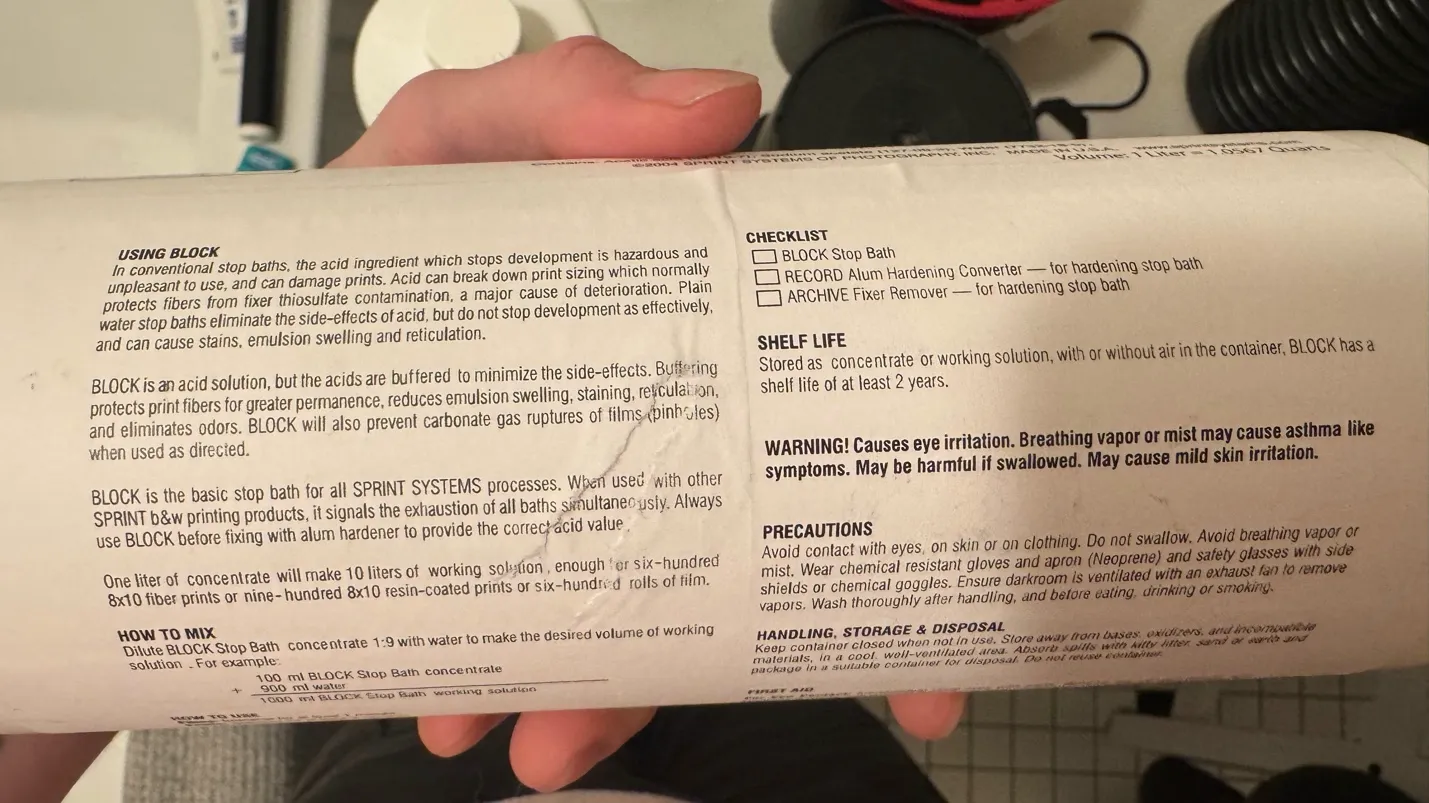 ©2004 SPRINT SYSTEMS OF PHOTOGRAPHY, INC. MADE IN U.S.A. www.sprintsystems.com
Volume: 1 Liter = 1.0567 Quarts
USING BLOCK
In conventional stop baths, the acid ingredient which stops development is hazardous and
unpleasant to use, and can damage prints. Acid can break down print sizing which normally
protects fibers from fixer thiosulfate contamination, a major cause of deterioration. Plain
water stop baths eliminate the side-effects of acid, but do not stop development as effectively,
and can cause stains, emulsion swelling and reticulation.
BLOCK is an acid solution, but the acids are buffered to minimize the side-effects. Buffering
protects print fibers for greater permanence, reduces emulsion swelling, staining, reticulation,
and eliminates odors. BLOCK will also prevent carbonate gas ruptures of films (pinholes)
when used as directed.
BLOCK is the basic stop bath for all SPRINT SYSTEMS processes. When used with other
SPRINT b&w printing products, it signals the exhaustion of all baths simultaneously. Always
use BLOCK before fixing with alum hardener to provide the correct acid value.
One liter of concentrate will make 10 liters of working solution, enough for six-hundred
8x10 fiber prints or nine-hundred 8x10 resin-coated prints or six-hundred rolls of film.
HOW TO MIX
Dilute BLOCK Stop Bath concentrate 1:9 with water to make the desired volume of working
solution. For example:
100 ml BLOCK Stop Bath concentrate
+ 900 ml water
1000 ml BLOCK Stop Bath working solution
HOW TO USE
CHECKLIST
BLOCK Stop Bath
RECORD Alum Hardening Converter — for hardening stop bath
ARCHIVE Fixer Remover — for hardening stop bath
SHELF LIFE
Stored as concentrate or working solution, with or without air in the container, BLOCK has a
shelf life of at least 2 years.
WARNING! Causes eye irritation. Breathing vapor or mist may cause asthma like
symptoms. May be harmful if swallowed. May cause mild skin irritation.
PRECAUTIONS
Avoid contact with eyes, on skin or on clothing. Do not swallow. Avoid breathing vapor or
mist. Wear chemical resistant gloves and apron (Neoprene) and safety glasses with side
shields or chemical goggles. Ensure darkroom is ventilated with an exhaust fan to remove
vapors. Wash thoroughly after handling, and before eating, drinking or smoking.
HANDLING, STORAGE & DISPOSAL
Keep container closed when not in use. Store away from bases, oxidizers, and incompatible
materials, in a cool, well-ventilated area. Absorb spills with kitty litter, sand or earth and
package in a suitable container for disposal. Do not reuse container.
FIRST AID